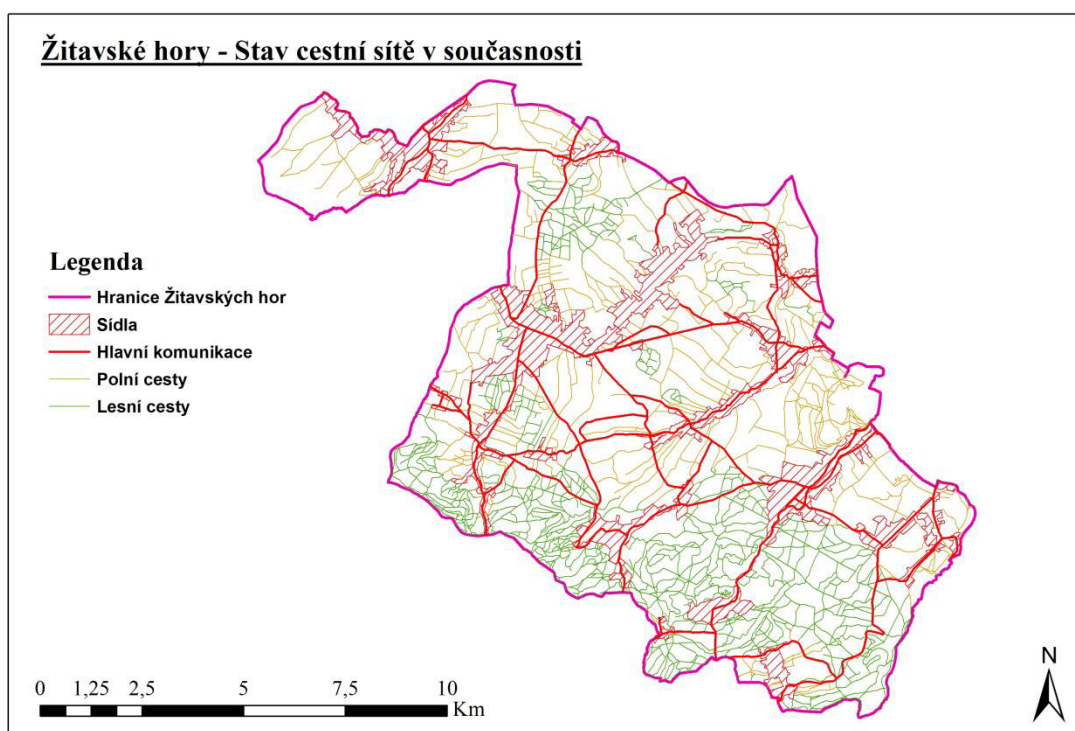 Žitavské hory - Stav cestní sítě v současnosti
Legenda
Hranice Žitavských hor
Sídla
Hlavní komunikace
Polní cesty
Lesní cesty
0 1,25 2,5 5 7,5 10
Km
N